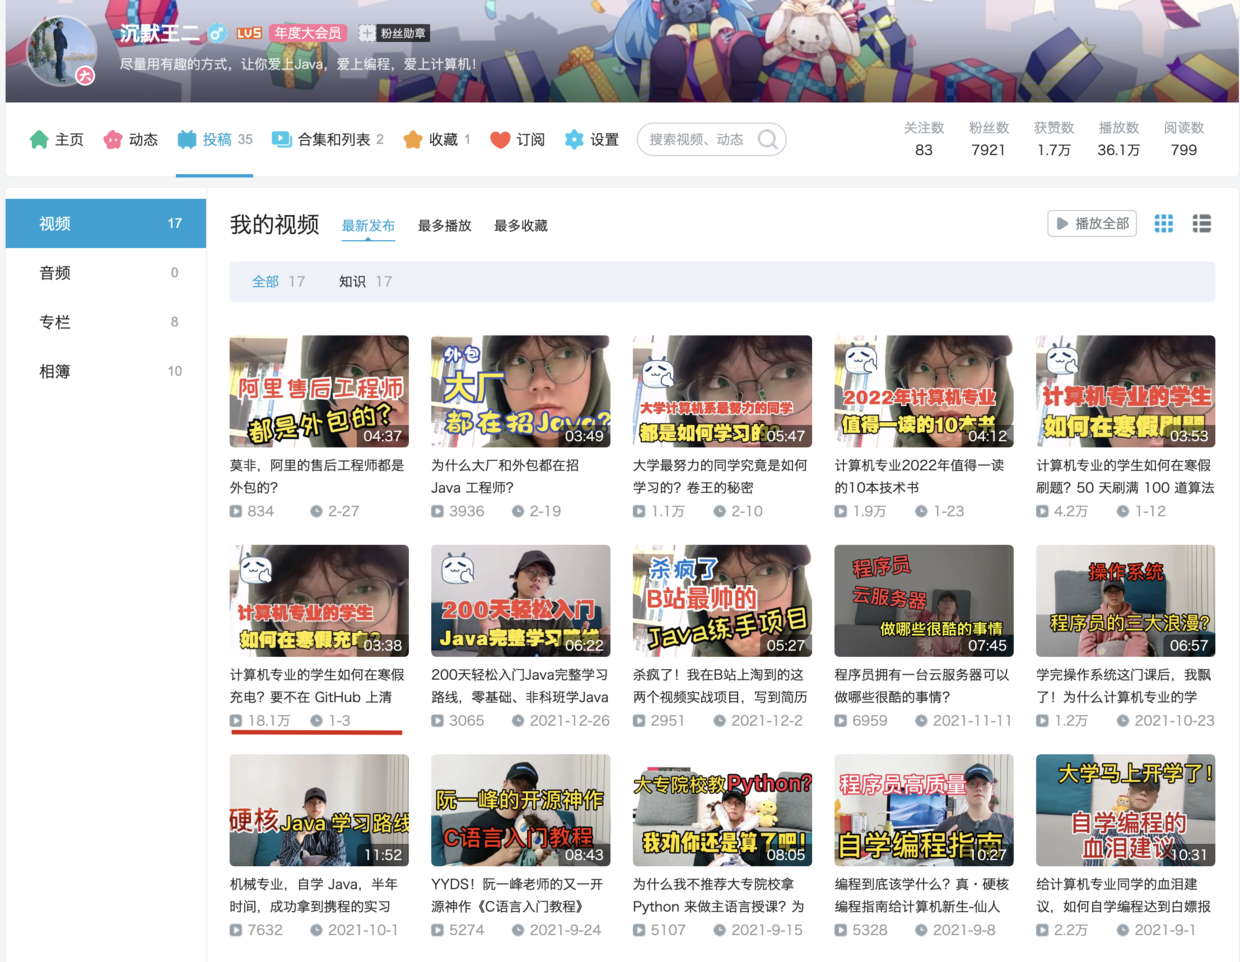 沉默王二 LV5 年度大会员 粉丝勋章
尽量用有趣的方式，让你爱上Java，爱上编程，爱上计算机！
大
主页 动态 投稿 35 合集和列表 2 收藏 1 订阅 设置 搜索视频、动态
关注数 粉丝数 获赞数 播放数 阅读数
83 7921 1.7万 36.1万 799
视频 17
音频 0
专栏 8
相簿 10
我的视频 最新发布 最多播放 最多收藏 播放全部
全部 17 知识 17
阿里售后工程师
都是外包的？
04:37
外包
大厂
都在招Java?
03:49
大学计算机系最努力的同学
都是如何学习的
05:47
2022年计算机专业
值得一读的10本书
04:12
计算机专业的学生
如何在寒假刷题
03:53
莫非，阿里的售后工程师都是
外包的？
834 2-27
为什么大厂和外包都在招
Java 工程师？
3936 2-19
大学最努力的同学究竟是如何
学习的？卷王的秘密
1.1万 2-10
计算机专业2022年值得一读
的10本技术书
1.9万 1-23
计算机专业的学生如何在寒假
刷题？50 天刷满 100 道算法
4.2万 1-12
计算机专业的学生
如何在寒假充电？
03:38
200天轻松入门
Java完整学习路线
06:22
杀疯了
B站最帅的
Java练手项目
05:27
程序员
云服务器
做哪些很酷的事情
07:45
操作系统
程序员的三大浪漫？
06:57
计算机专业的学生如何在寒假
充电？要不在 GitHub 上清
18.1万 1-3
200天轻松入门Java完整学习
路线，零基础、非科班学Java
3065 2021-12-26
杀疯了！我在B站上淘到的这
两个视频实战项目，写到简历
2951 2021-12-2
程序员拥有一台云服务器可以
做哪些很酷的事情？
6959 2021-11-11
学完操作系统这门课后，我飘
了！为什么计算机专业的学
1.2万 2021-10-23
硬核Java 学习路线
11:52
阮一峰的开源神作
C语言入门教程
08:43
大专院校教Python？
我劝你还是算了吧！
08:05
程序员高质量
自学编程指南
10:27
大学马上开学了！
自学编程的
血泪建议
10:31
机械专业，自学 Java，半年
时间，成功拿到携程的实习
7632 2021-10-1
YYDS！阮一峰老师的又一开
源神作《C语言入门教程》
5274 2021-9-24
为什么我不推荐大专院校拿
Python 来做主语言授课？为
5107 2021-9-15
编程到底该学什么？真·硬核
编程指南给计算机新生-仙人
5328 2021-9-8
给计算机专业同学的血泪建
议，如何自学编程达到白嫖报
2.2万 2021-9-1